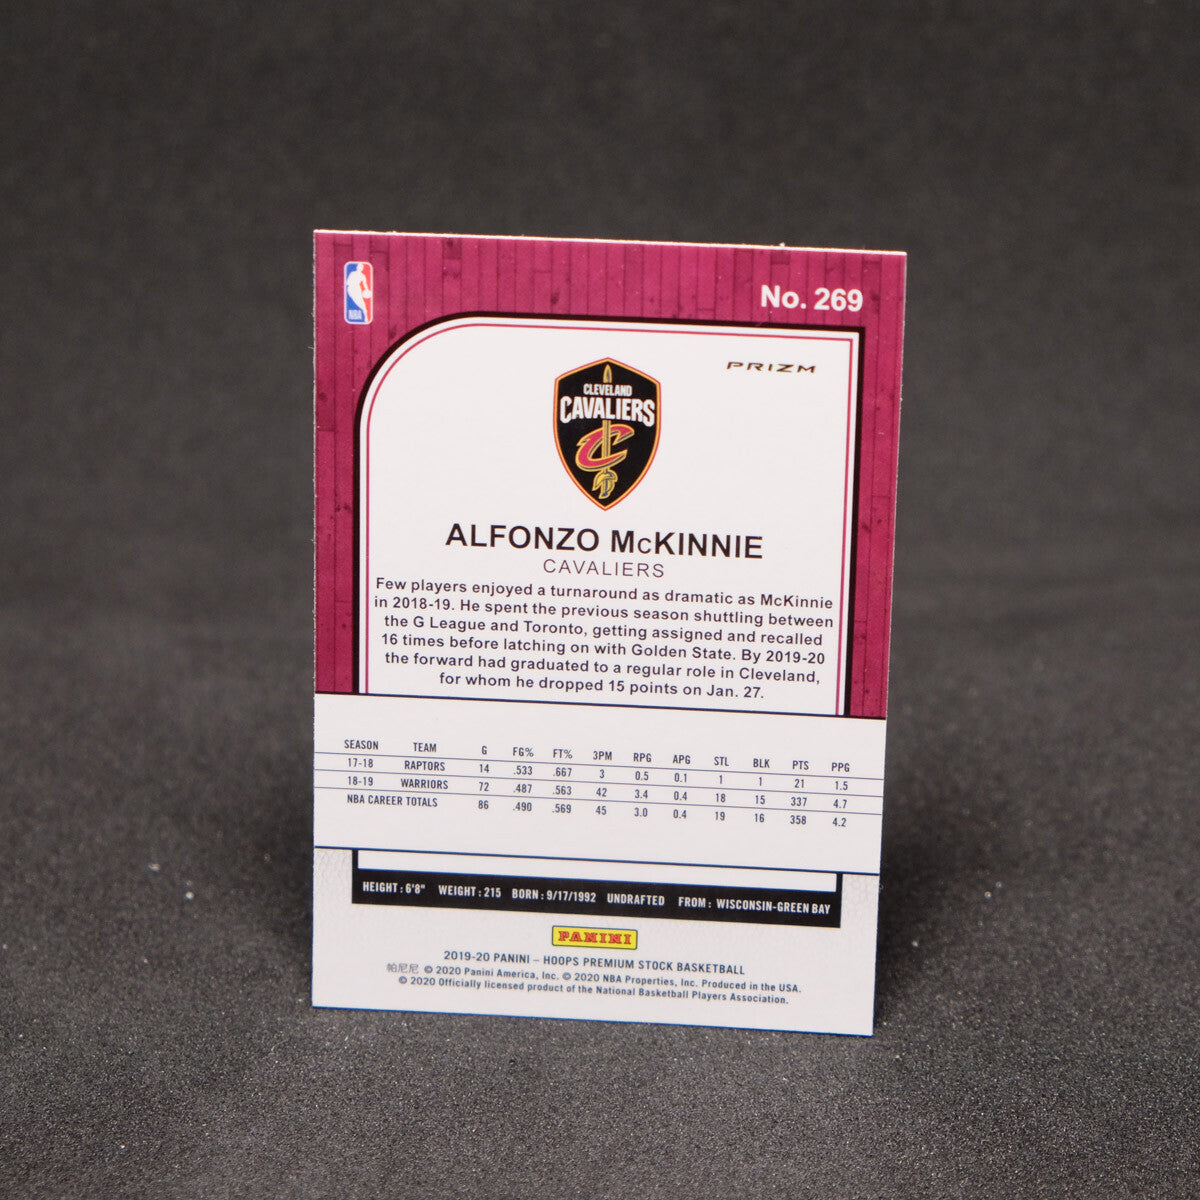 NBA
No. 269
PRIZM
CLEVELAND
CAVALIERS
C
ALFONZO McKINNIE
CAVALIERS
Few players enjoyed a turnaround as dramatic as McKinnie
in 2018-19. He spent the previous season shuttling between
the G League and Toronto, getting assigned and recalled
16 times before latching on with Golden State. By 2019-20
the forward had graduated to a regular role in Cleveland,
for whom he dropped 15 points on Jan. 27.
SEASON TEAM G FG% FT% 3PM RPG APG STL BLK PTS PPG
17-18 RAPTORS 14 .533 .667 3 0.5 0.1 1 1 21 1.5
18-19 WARRIORS 72 .487 .563 42 3.4 0.4 18 15 337 4.7
NBA CAREER TOTALS 86 .490 .569 45 3.0 0.4 19 16 358 4.2
HEIGHT : 6'8" WEIGHT : 215 BORN : 9/17/1992 UNDRAFTED FROM : WISCONSIN-GREEN BAY
PANINI
2019-20 PANINI – HOOPS PREMIUM STOCK BASKETBALL
帕尼尼 © 2020 Panini America, Inc. © 2020 NBA Properties, Inc. Produced in the USA.
© 2020 Officially licensed product of the National Basketball Players Association.